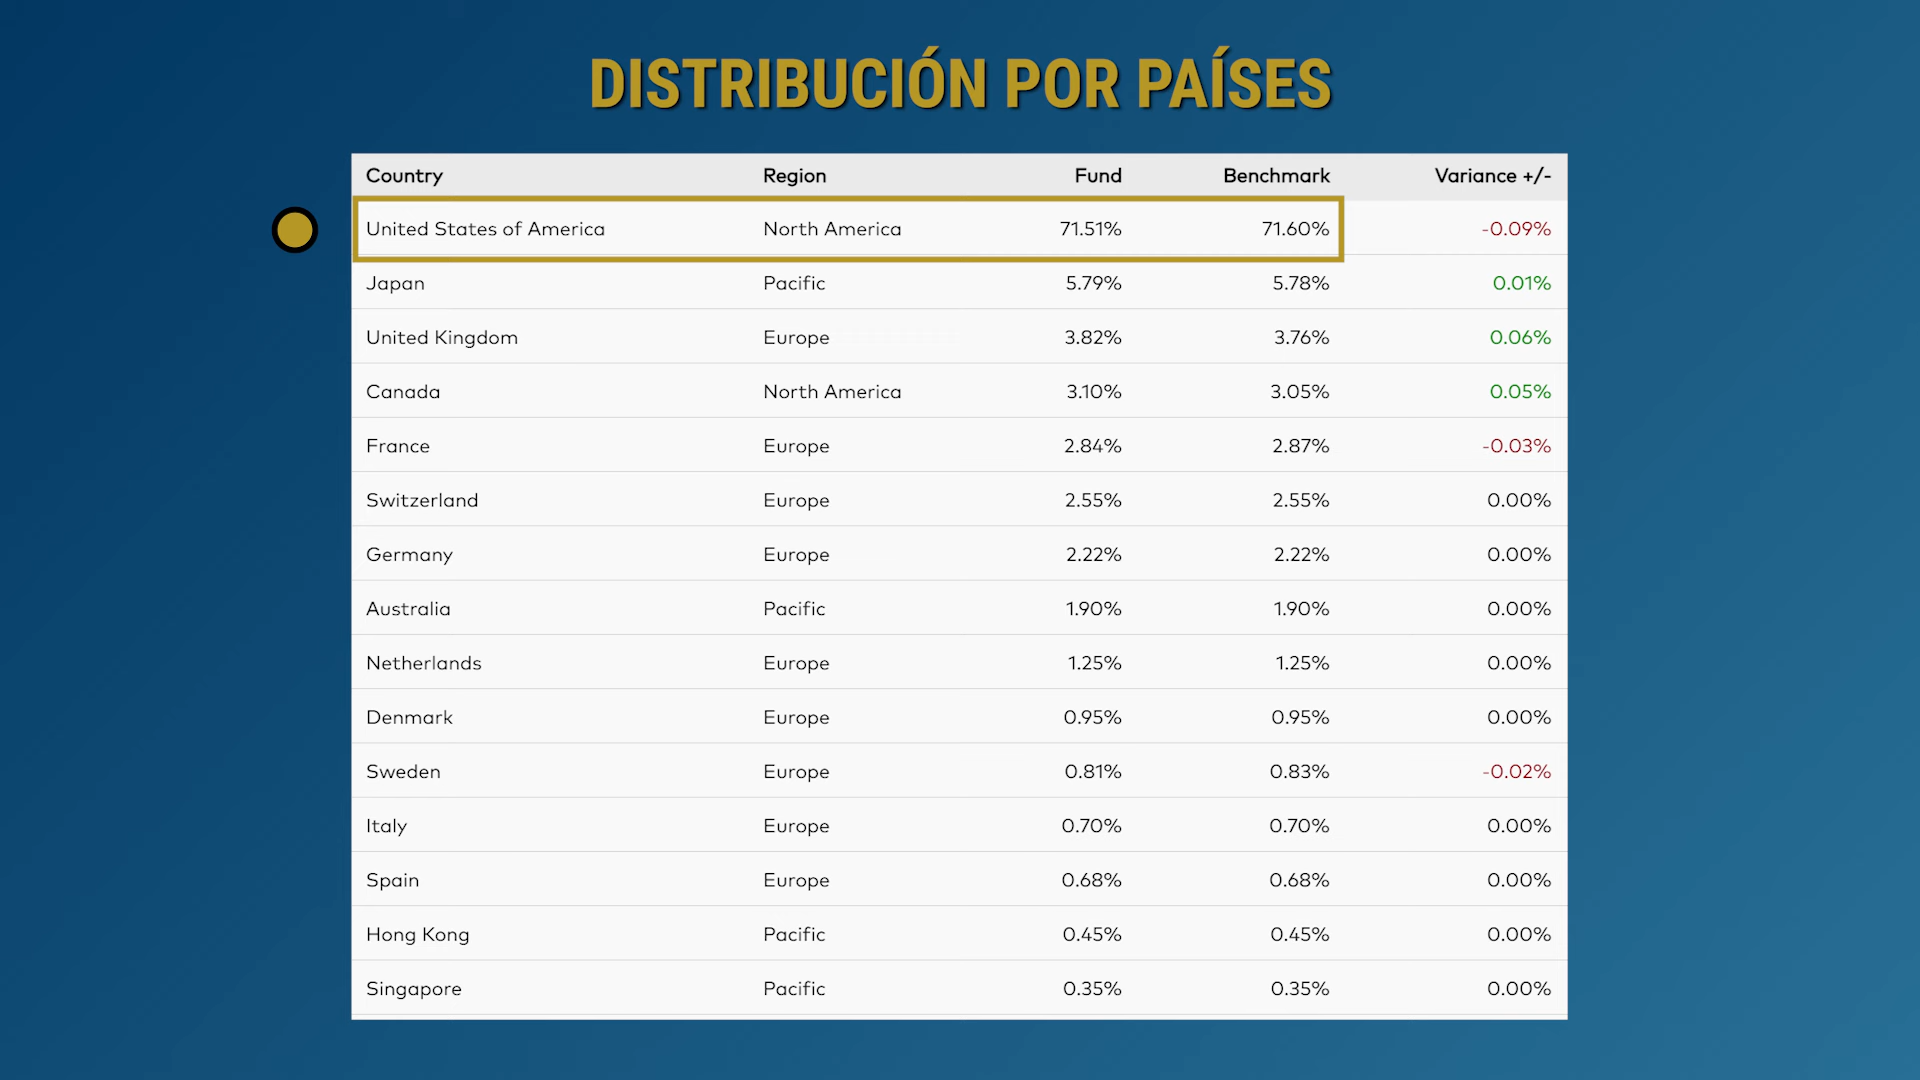 DISTRIBUCIÓN POR PAÍSES
Country Region Fund Benchmark Variance +/-
United States of America North America 71.51% 71.60% -0.09%
Japan Pacific 5.79% 5.78% 0.01%
United Kingdom Europe 3.82% 3.76% 0.06%
Canada North America 3.10% 3.05% 0.05%
France Europe 2.84% 2.87% -0.03%
Switzerland Europe 2.55% 2.55% 0.00%
Germany Europe 2.22% 2.22% 0.00%
Australia Pacific 1.90% 1.90% 0.00%
Netherlands Europe 1.25% 1.25% 0.00%
Denmark Europe 0.95% 0.95% 0.00%
Sweden Europe 0.81% 0.83% -0.02%
Italy Europe 0.70% 0.70% 0.00%
Spain Europe 0.68% 0.68% 0.00%
Hong Kong Pacific 0.45% 0.45% 0.00%
Singapore Pacific 0.35% 0.35% 0.00%